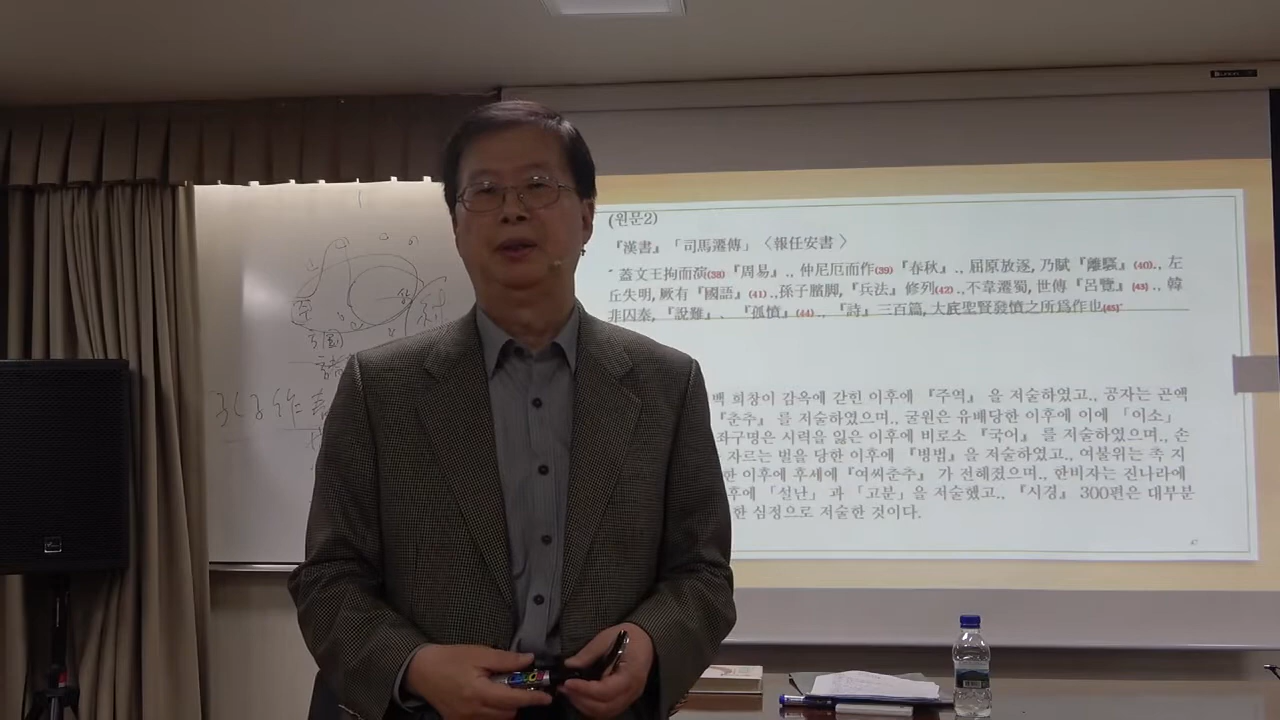 (원문2)
『漢書』「司馬遷傳」〈報任安書 〉
蓋文王拘而演(38)『周易』., 仲尼厄而作(39)『春秋』., 屈原放逐, 乃賦『離騷』(40)., 左
丘失明, 厥有『國語』(41)., 孫子臏脚, 『兵法』修列(42)., 不韋遷蜀, 世傳『呂覽』(43)., 韓
非囚秦, 『說難』、『孤憤』(44)., 『詩』三百篇, 大底聖賢發憤之所爲作也(45)
백 희창이 감옥에 갇힌 이후에 『주역』 을 저술하였고., 공자는 곤액
『춘추』 를 저술하였으며., 굴원은 유배당한 이후에 이에 「이소」
좌구명은 시력을 잃은 이후에 비로소 『국어』 를 저술하였으며., 손
자르는 벌을 당한 이후에 『병법』을 저술하였고., 여불위는 촉 지
한 이후에 후세에 『여씨춘추』 가 전해졌으며., 한비자는 진나라에
후에 「설난」과 「고분」을 저술했고., 『시경』 300편은 대부분
한 심정으로 저술한 것이다.
47